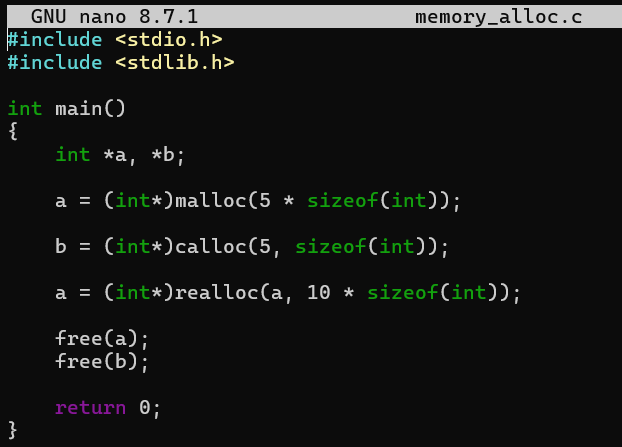 GNU nano 8.7.1 memory_alloc.c
#include <stdio.h>
#include <stdlib.h>
int main()
{
    int *a, *b;
    a = (int*)malloc(5 * sizeof(int));
    b = (int*)calloc(5, sizeof(int));
    a = (int*)realloc(a, 10 * sizeof(int));
    free(a);
    free(b);
    return 0;
}